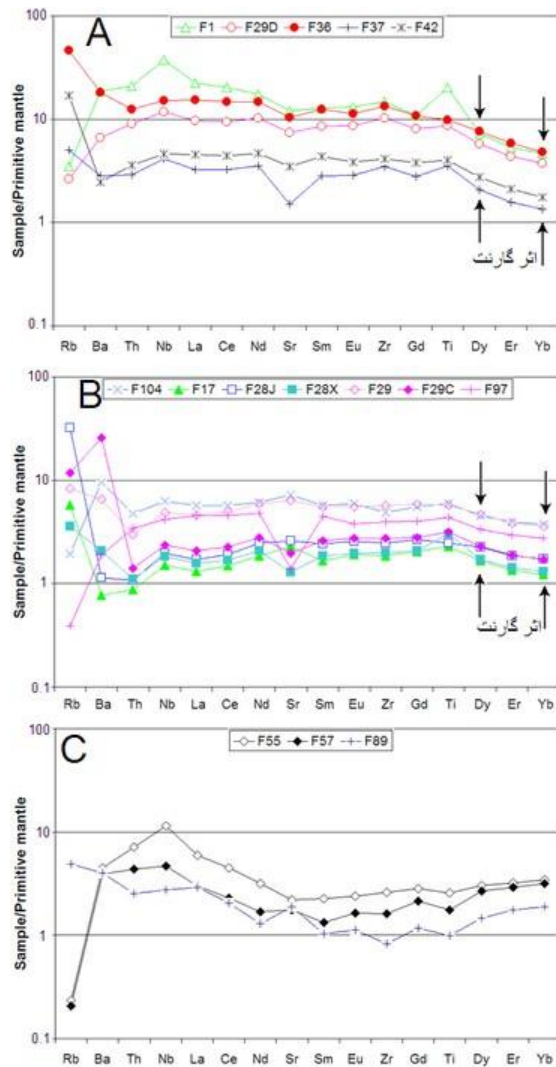 A
F1 F29D F36 F37 F42
Sample/Primitive mantle
100
10
1
0.1
اثر گارنت
Rb Ba Th Nb La Ce Nd Sr Sm Eu Zr Gd Ti Dy Er Yb
B
F104 F17 F28J F28X F29 F29C F97
Sample/Primitive mantle
100
10
1
0.1
اثر گارنت
Rb Ba Th Nb La Ce Nd Sr Sm Eu Zr Gd Ti Dy Er Yb
C
F55 F57 F89
Sample/Primitive mantle
100
10
1
0.1
Rb Ba Th Nb La Ce Nd Sr Sm Eu Zr Gd Ti Dy Er Yb